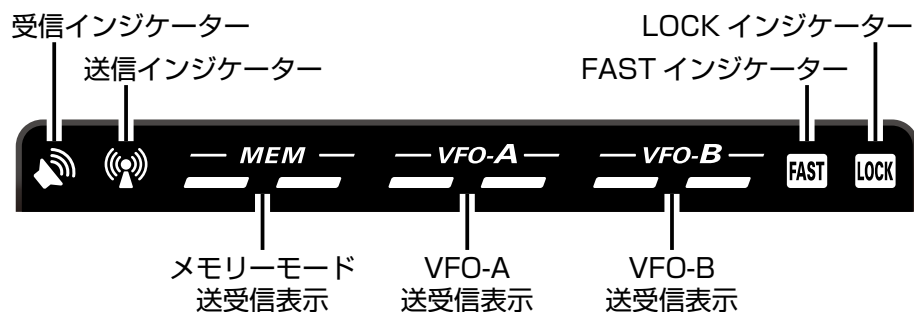 受信インジケーター
LOCK インジケーター
送信インジケーター
FAST インジケーター
MEM
VFO-A
VFO-B
FAST
LOCK
メモリーモード
送受信表示
VFO-A
送受信表示
VFO-B
送受信表示